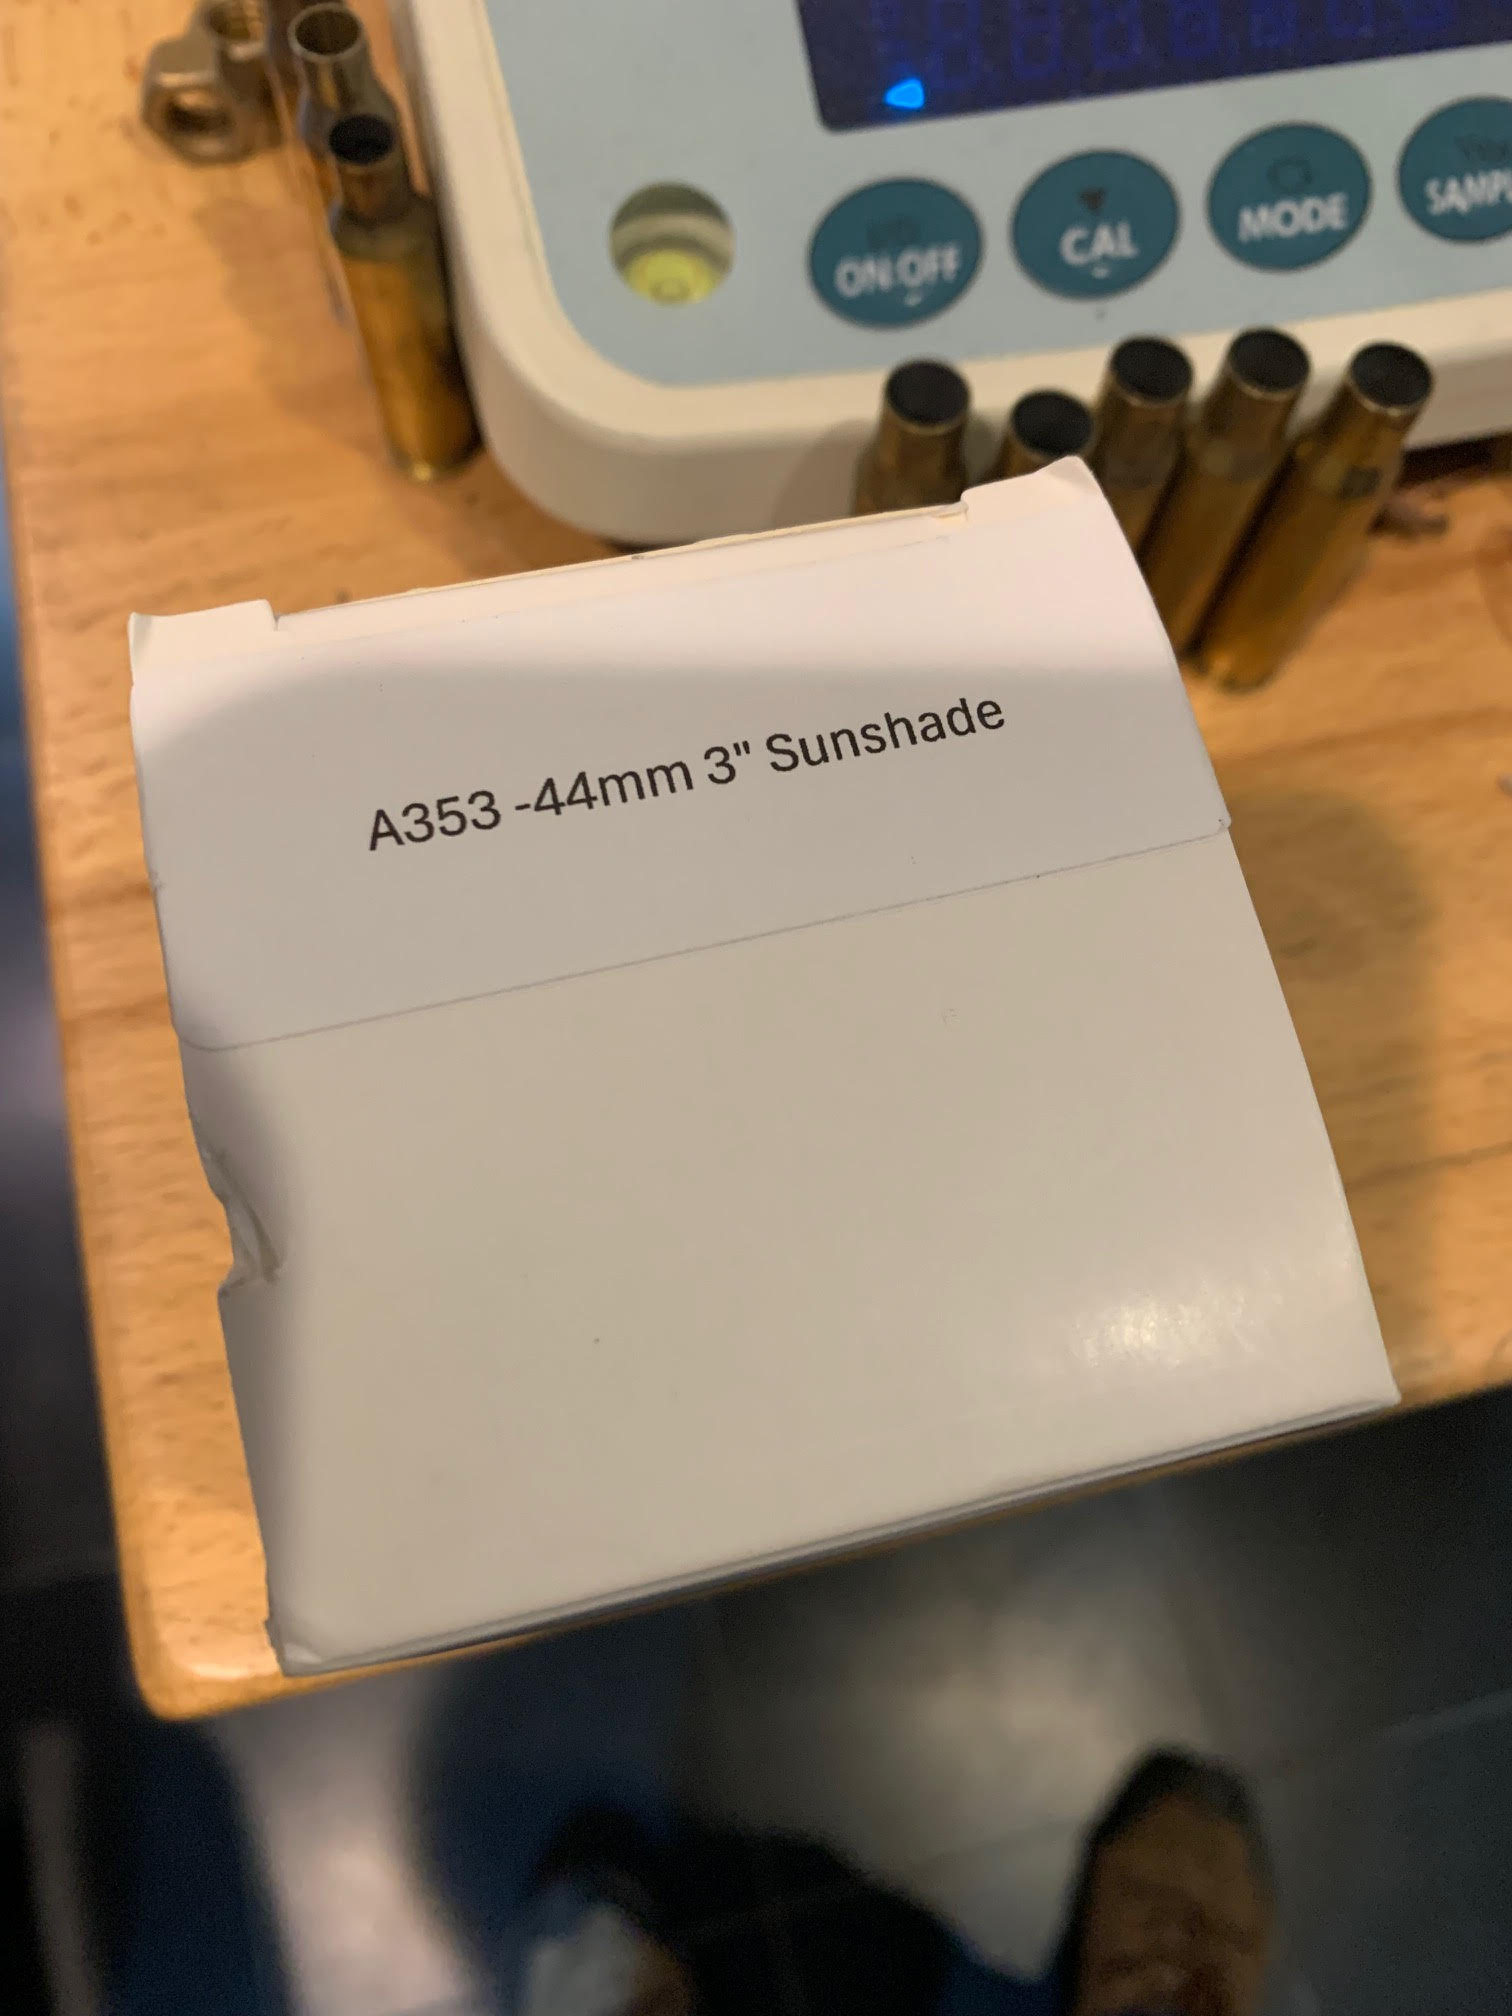 ON:OFF
CAL
MODE
A353 -44mm 3" Sunshade